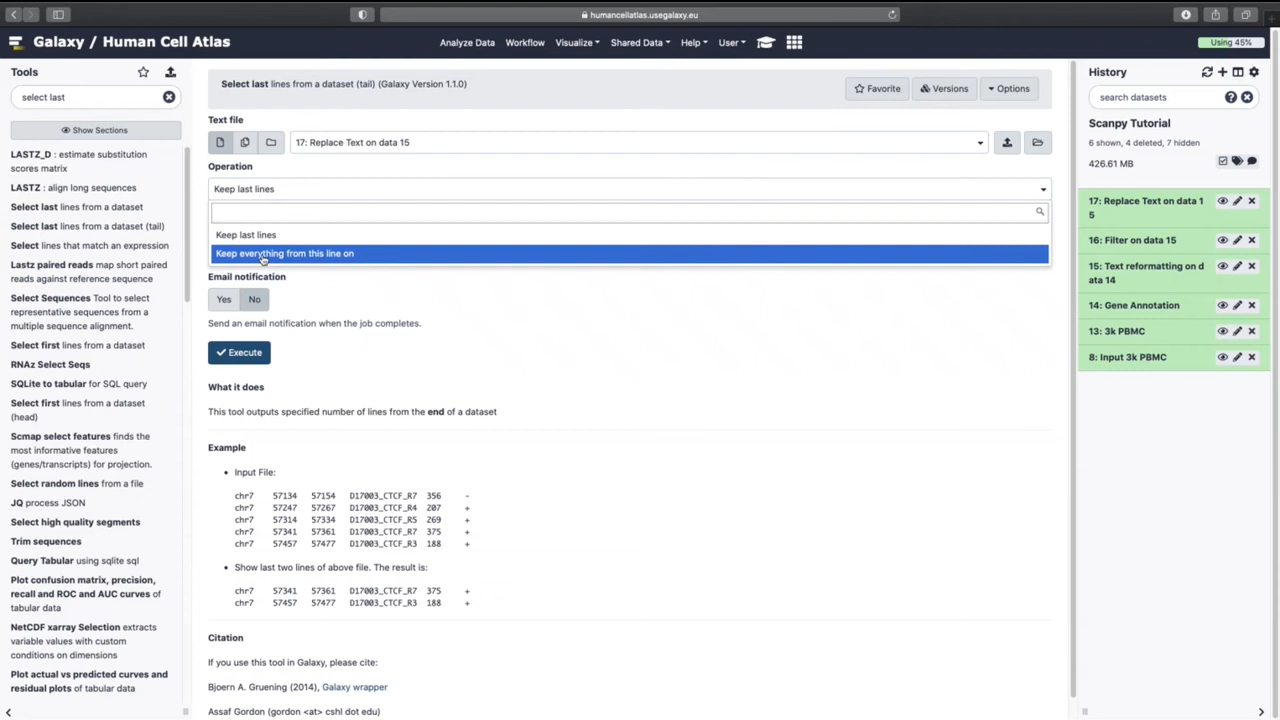 humancellatlas.usegalaxy.eu
Galaxy / Human Cell Atlas
Analyze Data
Workflow
Visualize
Shared Data
Help
User
Using 45%
Tools
select last
Show Sections
LASTZ_D : estimate substitution
scores matrix
LASTZ : align long sequences
Select last lines from a dataset
Select last lines from a dataset (tail)
Select lines that match an expression
Lastz paired reads map short paired
reads against reference sequence
Select Sequences Tool to select
representative sequences from a
multiple sequence alignment.
Select first lines from a dataset
RNAz Select Seqs
SQLite to tabular for SQL query
Select first lines from a dataset
(head)
Scmap select features finds the
most informative features
(genes/transcripts) for projection.
Select random lines from a file
JQ process JSON
Select high quality segments
Trim sequences
Query Tabular using sqlite sql
Plot confusion matrix, precision,
recall and ROC and AUC curves of
tabular data
NetCDF xarray Selection extracts
variable values with custom
conditions on dimensions
Plot actual vs predicted curves and
residual plots of tabular data
Select last lines from a dataset (tail) (Galaxy Version 1.1.0)
Favorite
Versions
Options
Text file
17: Replace Text on data 15
Operation
Keep last lines
Keep last lines
Keep everything from this line on
Email notification
Yes
No
Send an email notification when the job completes.
Execute
What it does
This tool outputs specified number of lines from the end of a dataset
Example
• Input File:
chr7 57134 57154 D17003_CTCF_R7 356 -
chr7 57247 57267 D17003_CTCF_R4 207 +
chr7 57314 57334 D17003_CTCF_R5 269 +
chr7 57341 57361 D17003_CTCF_R7 375 +
chr7 57457 57477 D17003_CTCF_R3 188 +
• Show last two lines of above file. The result is:
chr7 57341 57361 D17003_CTCF_R7 375 +
chr7 57457 57477 D17003_CTCF_R3 188 +
Citation
If you use this tool in Galaxy, please cite:
Bjoern A. Gruening (2014), Galaxy wrapper
Assaf Gordon (gordon <at> cshl dot edu)
History
search datasets
Scanpy Tutorial
6 shown, 4 deleted, 7 hidden
426.61 MB
17: Replace Text on data 1
5
16: Filter on data 15
15: Text reformatting on d
ata 14
14: Gene Annotation
13: 3k PBMC
8: Input 3k PBMC